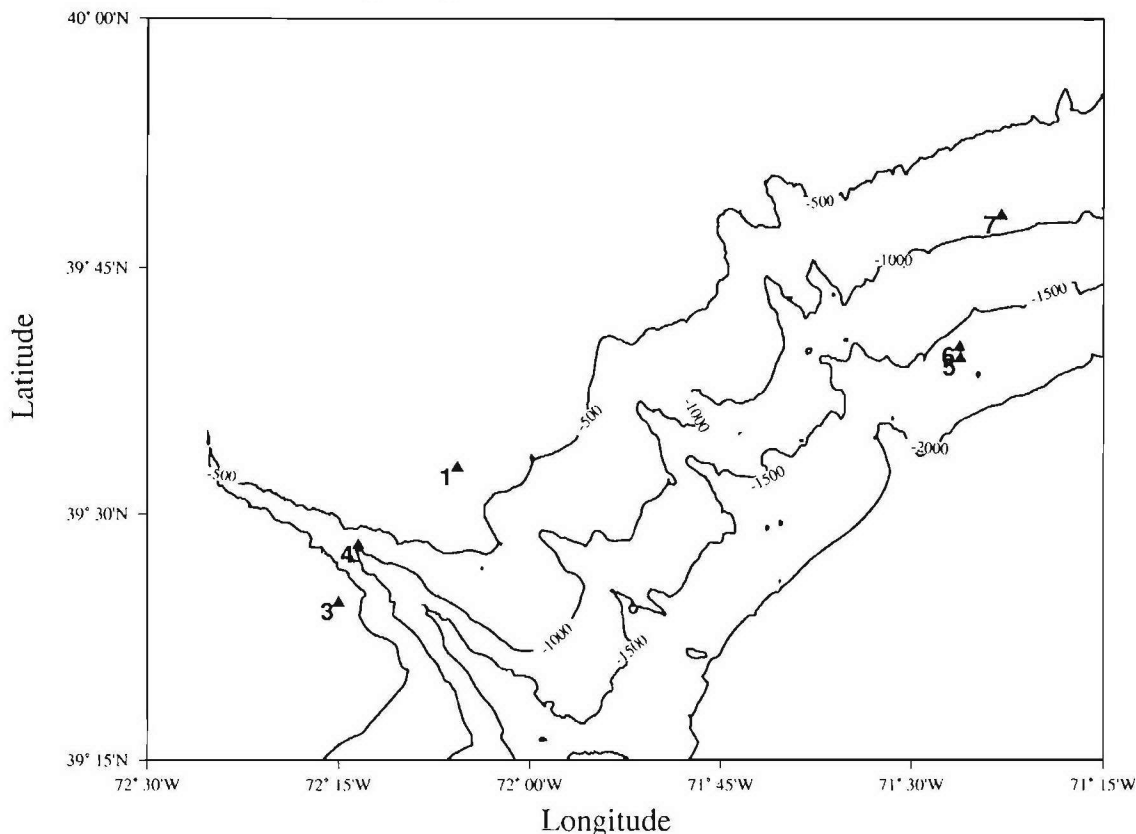 40° 00'N
-500
7
39° 45'N
-1000
-1500
6
5
-500
-1000
-2000
1
-500
-1500
39° 30'N
4
3
-1000
-1500
39° 15'N
72° 30'W
72° 15'W
72° 00'W
71° 45'W
71° 30'W
71° 15'W
Latitude
Longitude